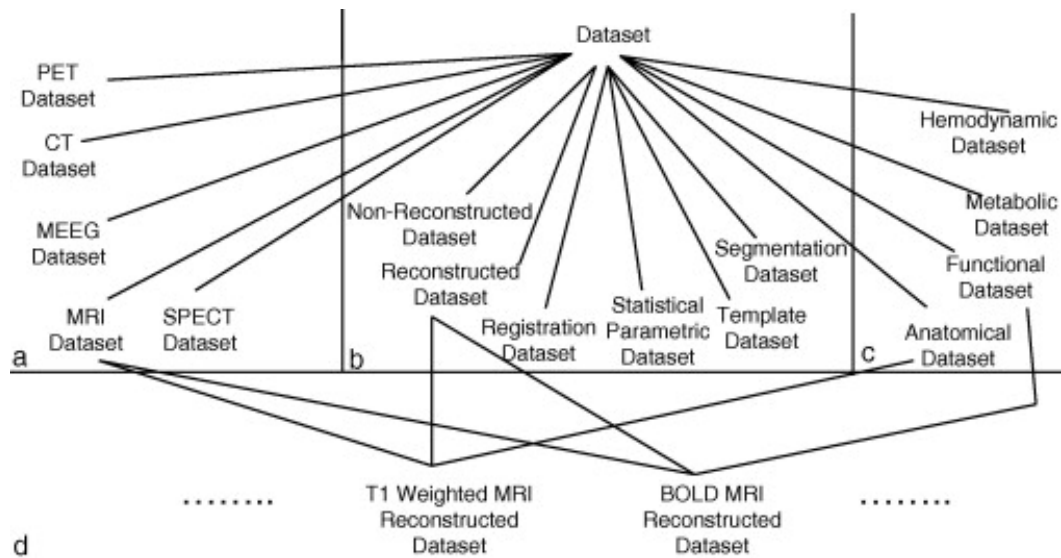 Dataset
PET
Dataset
CT
Dataset
MEEG
Dataset
MRI
Dataset
SPECT
Dataset
a
Non-Reconstructed
Dataset
Reconstructed
Dataset
Registration
Dataset
Statistical
Parametric
Dataset
Template
Dataset
Segmentation
Dataset
b
Hemodynamic
Dataset
Metabolic
Dataset
Functional
Dataset
Anatomical
Dataset
c
........
T1 Weighted MRI
Reconstructed
Dataset
BOLD MRI
Reconstructed
Dataset
........
d